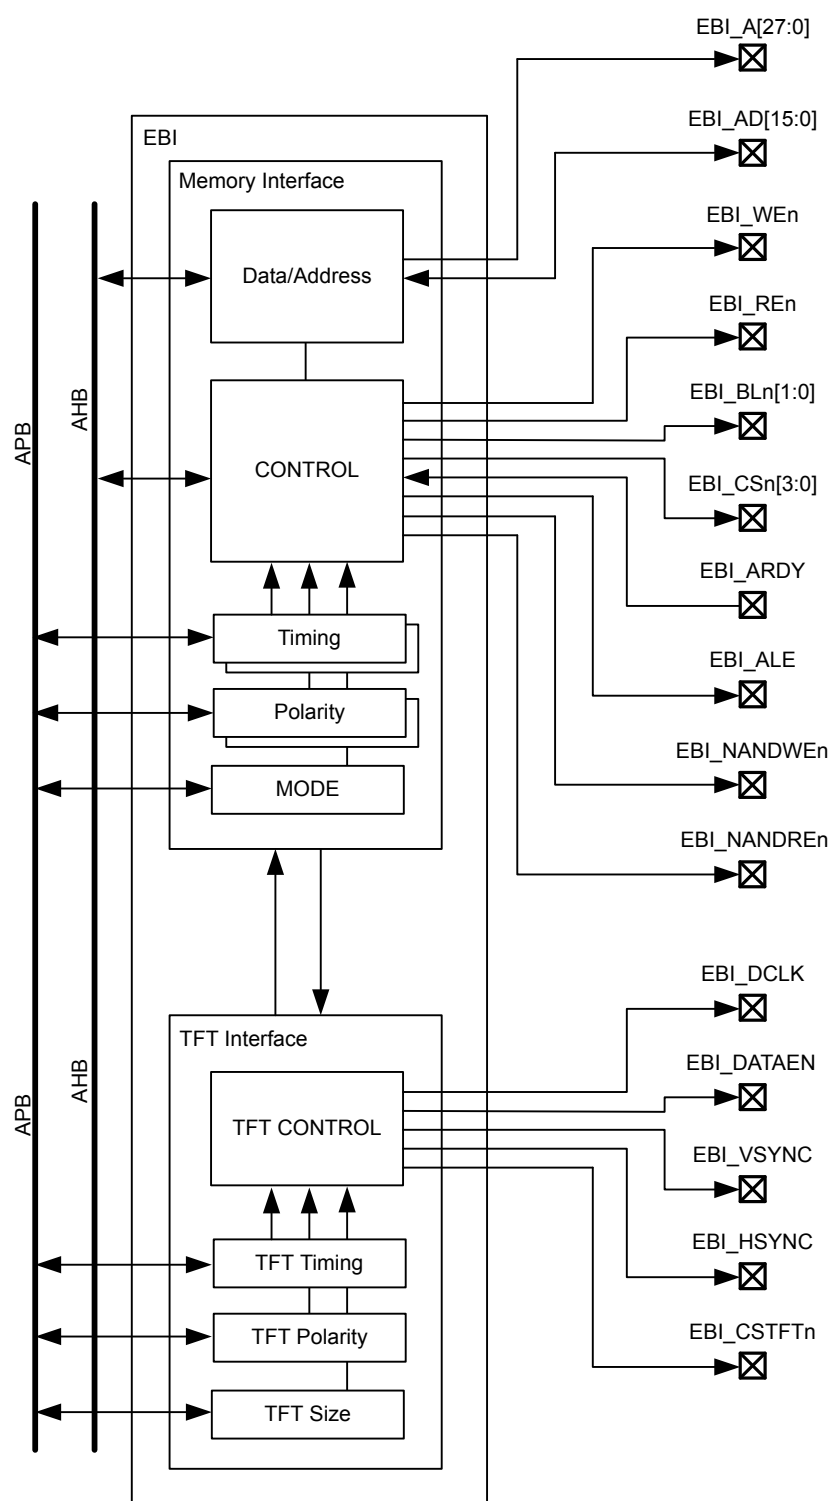 EBI_A[27:0]
EBI_AD[15:0]
EBI
Memory Interface
EBI_WEn
Data/Address
EBI_REn
EBI_BLn[1:0]
APB
AHB
CONTROL
EBI_CSn[3:0]
EBI_ARDY
Timing
EBI_ALE
Polarity
EBI_NANDWEn
MODE
EBI_NANDREn
EBI_DCLK
TFT Interface
EBI_DATAEN
APB
AHB
TFT CONTROL
EBI_VSYNC
EBI_HSYNC
TFT Timing
EBI_CSTFTn
TFT Polarity
TFT Size